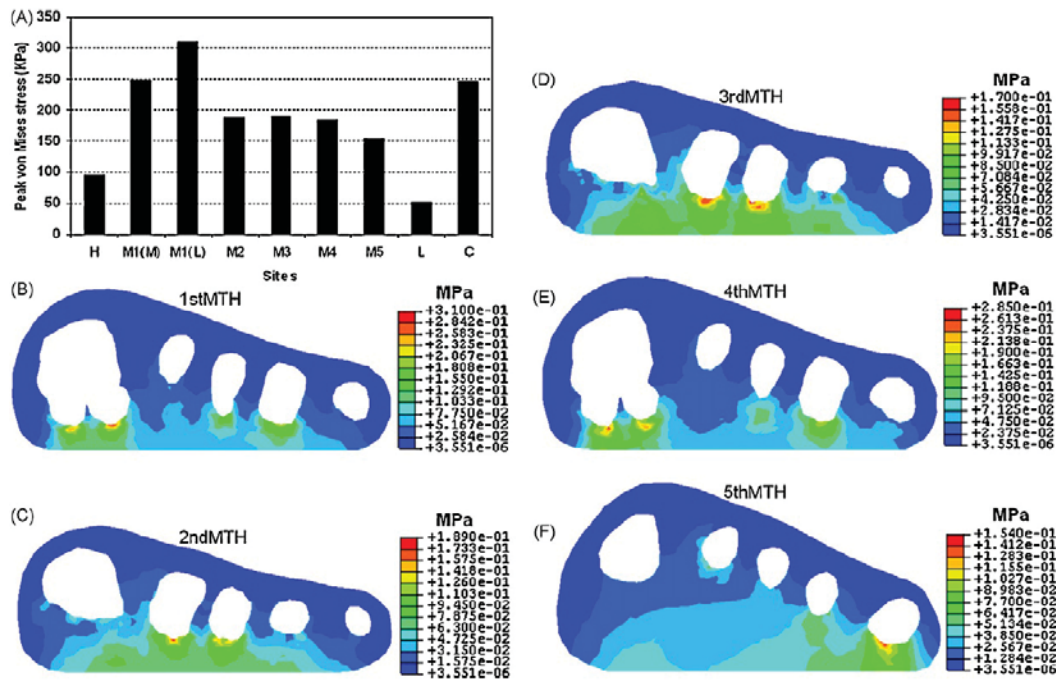 (A)
350
300
250
200
150
100
50
0
Peak von Mises stress (KPa)
H M1(M) M1(L) M2 M3 M4 M5 L C
Sites
(B)
1stMTH
MPa
+3.100e-01
+2.842e-01
+2.583e-01
+2.325e-01
+2.067e-01
+1.808e-01
+1.550e-01
+1.292e-01
+1.033e-01
+7.750e-02
+5.167e-02
+2.584e-02
+3.551e-06
(C)
2ndMTH
MPa
+1.890e-01
+1.733e-01
+1.575e-01
+1.418e-01
+1.260e-01
+1.103e-01
+9.450e-02
+7.875e-02
+6.300e-02
+4.725e-02
+3.150e-02
+1.575e-02
+3.551e-06
(D)
3rdMTH
MPa
+1.700e-01
+1.558e-01
+1.417e-01
+1.275e-01
+1.133e-01
+9.917e-02
+8.500e-02
+7.084e-02
+5.667e-02
+4.250e-02
+2.834e-02
+1.417e-02
+3.551e-06
(E)
4thMTH
MPa
+2.850e-01
+2.613e-01
+2.375e-01
+2.138e-01
+1.900e-01
+1.663e-01
+1.425e-01
+1.188e-01
+9.500e-02
+7.125e-02
+4.750e-02
+2.375e-02
+3.551e-06
(F)
5thMTH
MPa
+1.540e-01
+1.412e-01
+1.283e-01
+1.155e-01
+1.027e-01
+8.983e-02
+7.700e-02
+6.417e-02
+5.134e-02
+3.850e-02
+2.567e-02
+1.284e-02
+3.551e-06